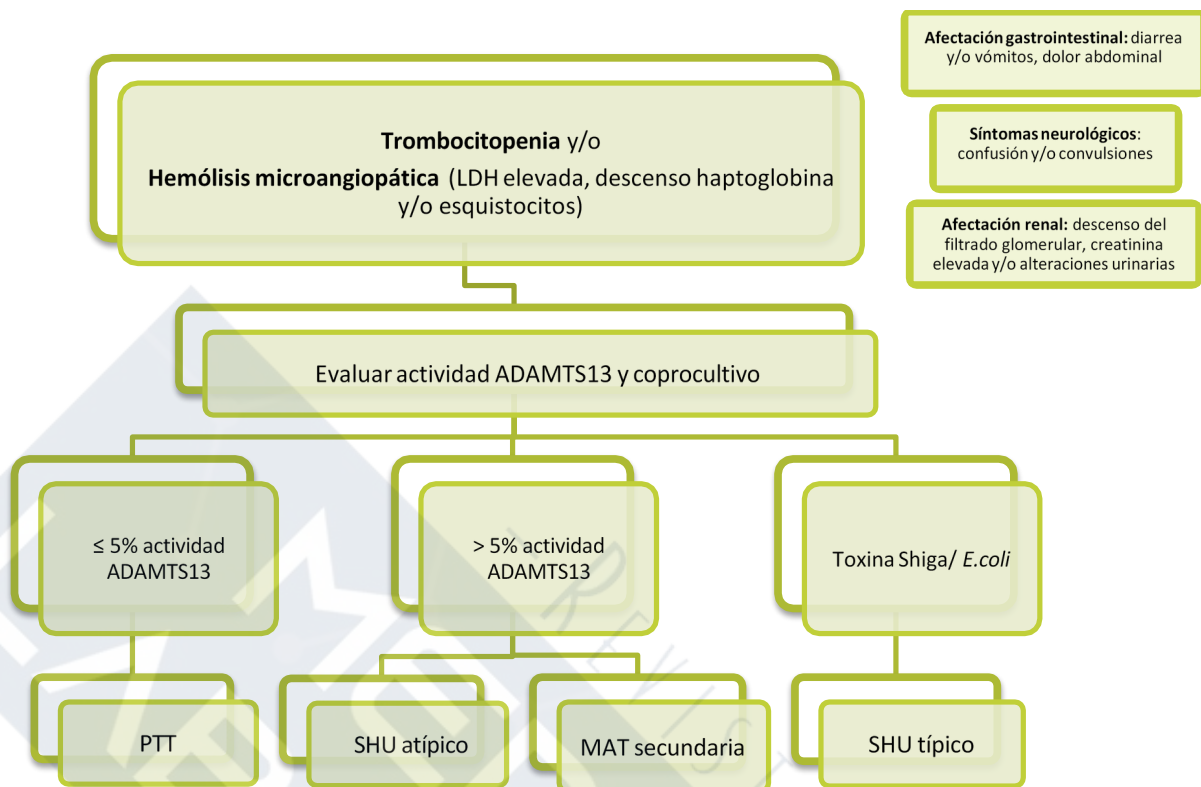 Afectación gastrointestinal: diarrea
y/o vómitos, dolor abdominal
Síntomas neurológicos:
confusión y/o convulsiones
Afectación renal: descenso del
filtrado glomerular, creatinina
elevada y/o alteraciones urinarias
Trombocitopenia y/o
Hemólisis microangiopática (LDH elevada, descenso haptoglobina
y/o esquistocitos)
Evaluar actividad ADAMTS13 y coprocultivo
≤ 5% actividad
ADAMTS13
> 5% actividad
ADAMTS13
Toxina Shiga/ E.coli
PTT
SHU atípico
MAT secundaria
SHU típico